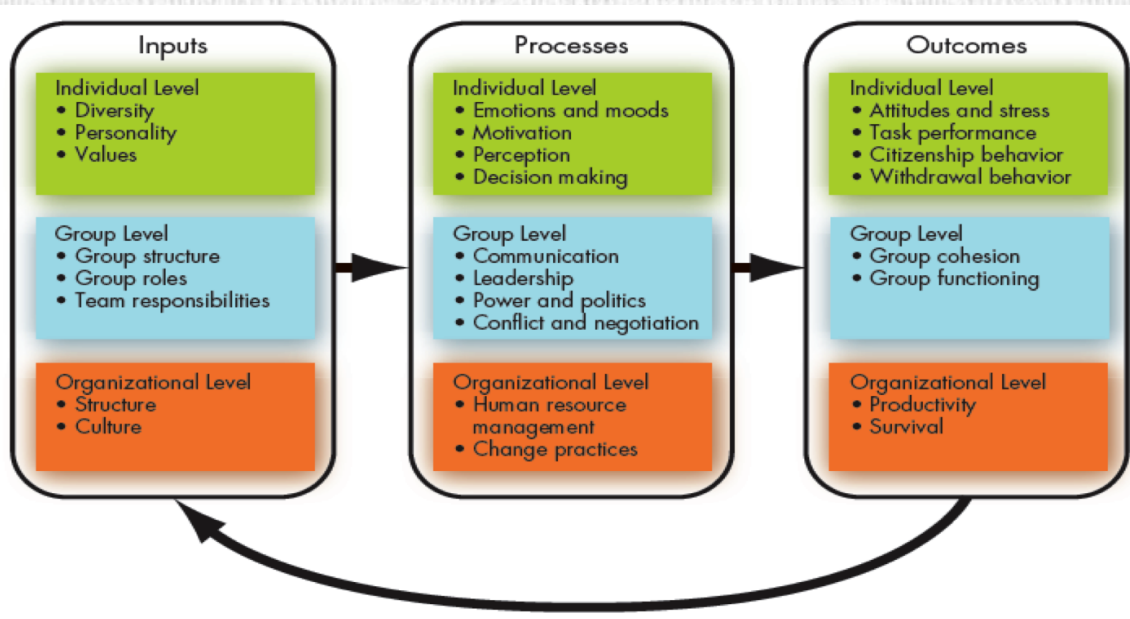 Inputs
Individual Level
• Diversity
• Personality
• Values
Group Level
• Group structure
• Group roles
• Team responsibilities
Organizational Level
• Structure
• Culture
Processes
Individual Level
• Emotions and moods
• Motivation
• Perception
• Decision making
Group Level
• Communication
• Leadership
• Power and politics
• Conflict and negotiation
Organizational Level
• Human resource
management
• Change practices
Outcomes
Individual Level
• Attitudes and stress
• Task performance
• Citizenship behavior
• Withdrawal behavior
Group Level
• Group cohesion
• Group functioning
Organizational Level
• Productivity
• Survival